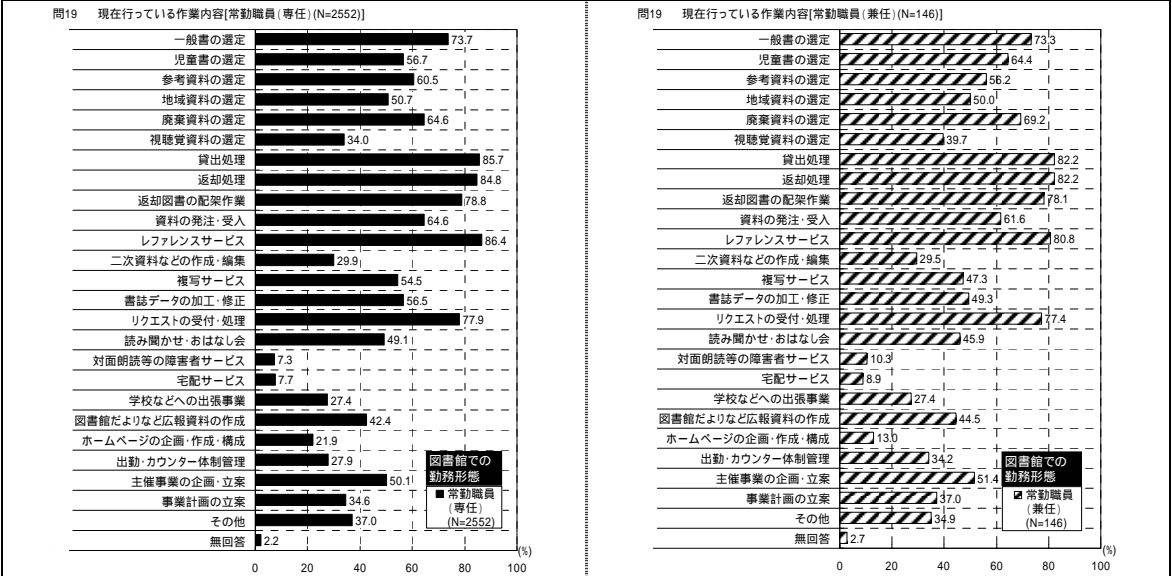 問19 現在行っている作業内容[常勤職員(専任)(N=2552)]
一般書の選定 73.7
児童書の選定 56.7
参考資料の選定 60.5
地域資料の選定 50.7
廃棄資料の選定 64.6
視聴覚資料の選定 34.0
貸出処理 85.7
返却処理 84.8
返却図書の配架作業 78.8
資料の発注・受入 64.6
レファレンスサービス 86.4
二次資料などの作成・編集 29.9
複写サービス 54.5
書誌データの加工・修正 56.5
リクエストの受付・処理 77.9
読み聞かせ・おはなし会 49.1
対面朗読等の障害者サービス 7.3
宅配サービス 7.7
学校などへの出張事業 27.4
図書館だよりなど広報資料の作成 42.4
ホームページの企画・作成・構成 21.9
出勤・カウンター体制管理 27.9
主催事業の企画・立案 50.1
事業計画の立案 34.6
その他 37.0
無回答 2.2
図書館での
勤務形態
常勤職員
(専任)
(N=2552)
(%)
0 20 40 60 80 100
問19 現在行っている作業内容[常勤職員(兼任)(N=146)]
一般書の選定 73.3
児童書の選定 64.4
参考資料の選定 56.2
地域資料の選定 50.0
廃棄資料の選定 69.2
視聴覚資料の選定 39.7
貸出処理 82.2
返却処理 82.2
返却図書の配架作業 78.1
資料の発注・受入 61.6
レファレンスサービス 80.8
二次資料などの作成・編集 29.5
複写サービス 47.3
書誌データの加工・修正 49.3
リクエストの受付・処理 77.4
読み聞かせ・おはなし会 45.9
対面朗読等の障害者サービス 10.3
宅配サービス 8.9
学校などへの出張事業 27.4
図書館だよりなど広報資料の作成 44.5
ホームページの企画・作成・構成 13.0
出勤・カウンター体制管理 34.2
主催事業の企画・立案 51.4
事業計画の立案 37.0
その他 34.9
無回答 2.7
図書館での
勤務形態
常勤職員
(兼任)
(N=146)
(%)
0 20 40 60 80 100